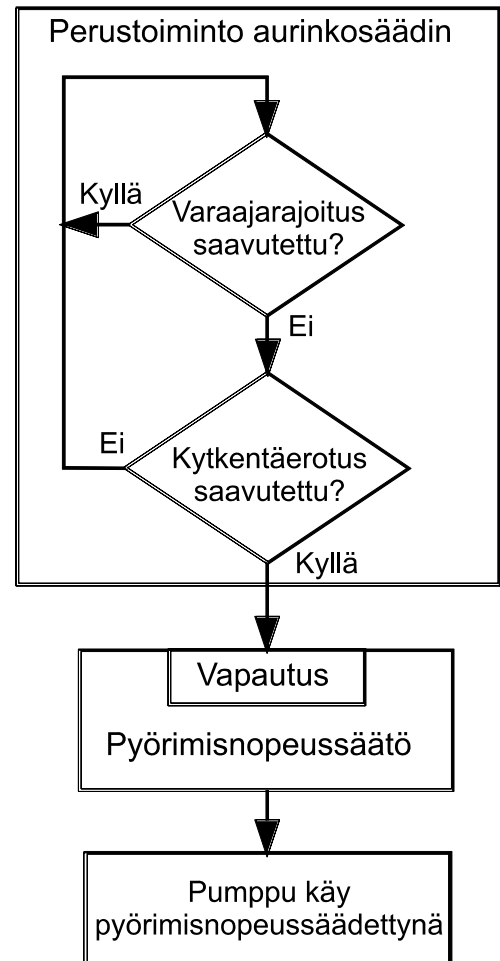 Perustoiminto aurinkosäädin
Kyllä
Varaajarajoitus
saavutettu?
Ei
Ei
Kytkentäerotus
saavutettu?
Kyllä
Vapautus
Pyörimisnopeussäätö
Pumppu käy
pyörimisnopeussäädettynä